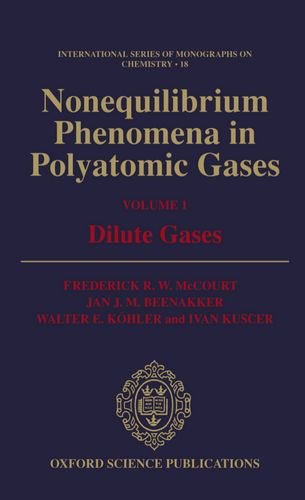 INTERNATIONAL SERIES OF MONOGRAPHS ON
CHEMISTRY · 18
Nonequilibrium
Phenomena in
Polyatomic Gases
VOLUME 1
Dilute Gases
FREDERICK R. W. McCOURT
JAN J. M. BEENAKKER
WALTER E. KÖHLER and IVAN KUŠČER
OXFORD SCIENCE PUBLICATIONS